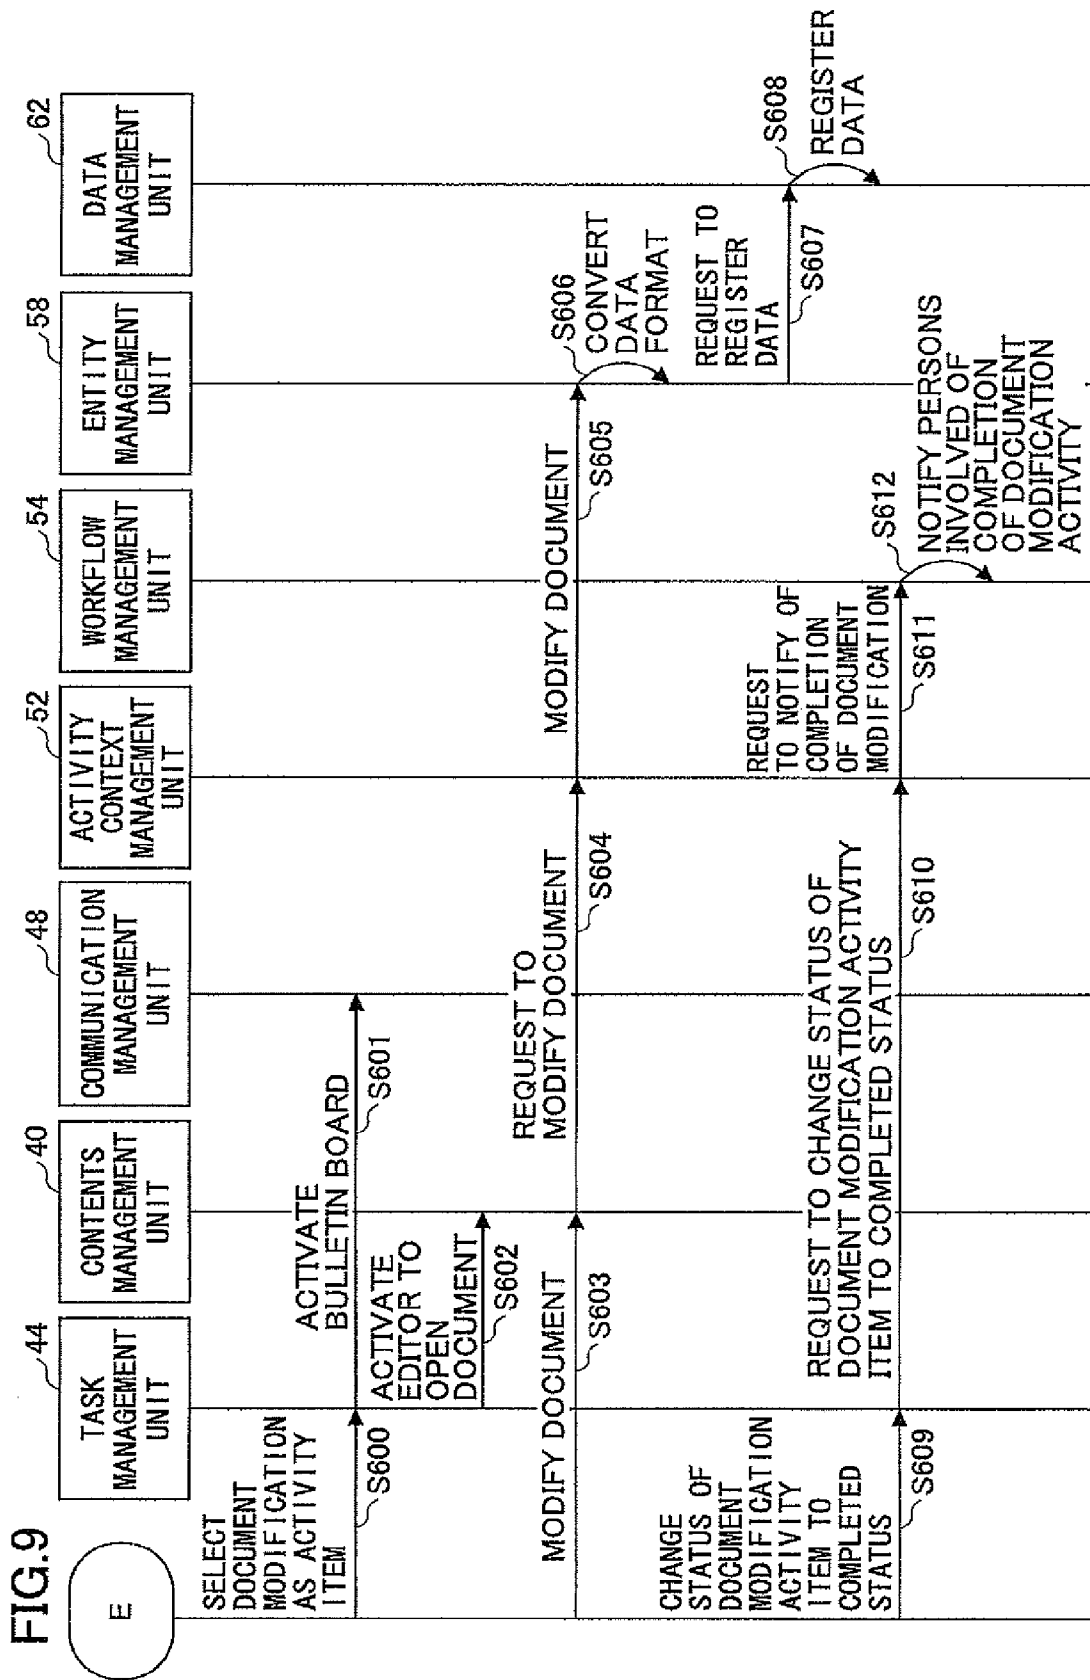 FIG.9
E
44
TASK
MANAGEMENT
UNIT
40
CONTENTS
MANAGEMENT
UNIT
48
COMMUNICATION
MANAGEMENT
UNIT
52
ACTIVITY
CONTEXT
MANAGEMENT
UNIT
54
WORKFLOW
MANAGEMENT
UNIT
58
ENTITY
MANAGEMENT
UNIT
62
DATA
MANAGEMENT
UNIT
SELECT
DOCUMENT
MODIFICATION
AS ACTIVITY
ITEM
S600
ACTIVATE
BULLETIN BOARD
S601
ACTIVATE
EDITOR TO
OPEN
DOCUMENT
S602
MODIFY DOCUMENT
S603
REQUEST TO
MODIFY DOCUMENT
S604
MODIFY DOCUMENT
S605
S606
CONVERT
DATA
FORMAT
REQUEST TO
REGISTER
DATA
S607
S608
REGISTER
DATA
CHANGE
STATUS OF
DOCUMENT
MODIFICATION
ACTIVITY
ITEM TO
COMPLETED
STATUS
S609
REQUEST TO CHANGE STATUS OF
DOCUMENT MODIFICATION ACTIVITY
ITEM TO COMPLETED STATUS
S610
REQUEST
TO NOTIFY OF
COMPLETION
OF DOCUMENT
MODIFICATION
S611
S612
NOTIFY PERSONS
INVOLVED OF
COMPLETION
OF DOCUMENT
MODIFICATION
ACTIVITY